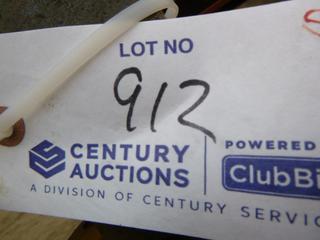 LOT NO
912
CENTURY
AUCTIONS
POWERED
ClubBi
A DIVISION OF CENTURY SERVIC